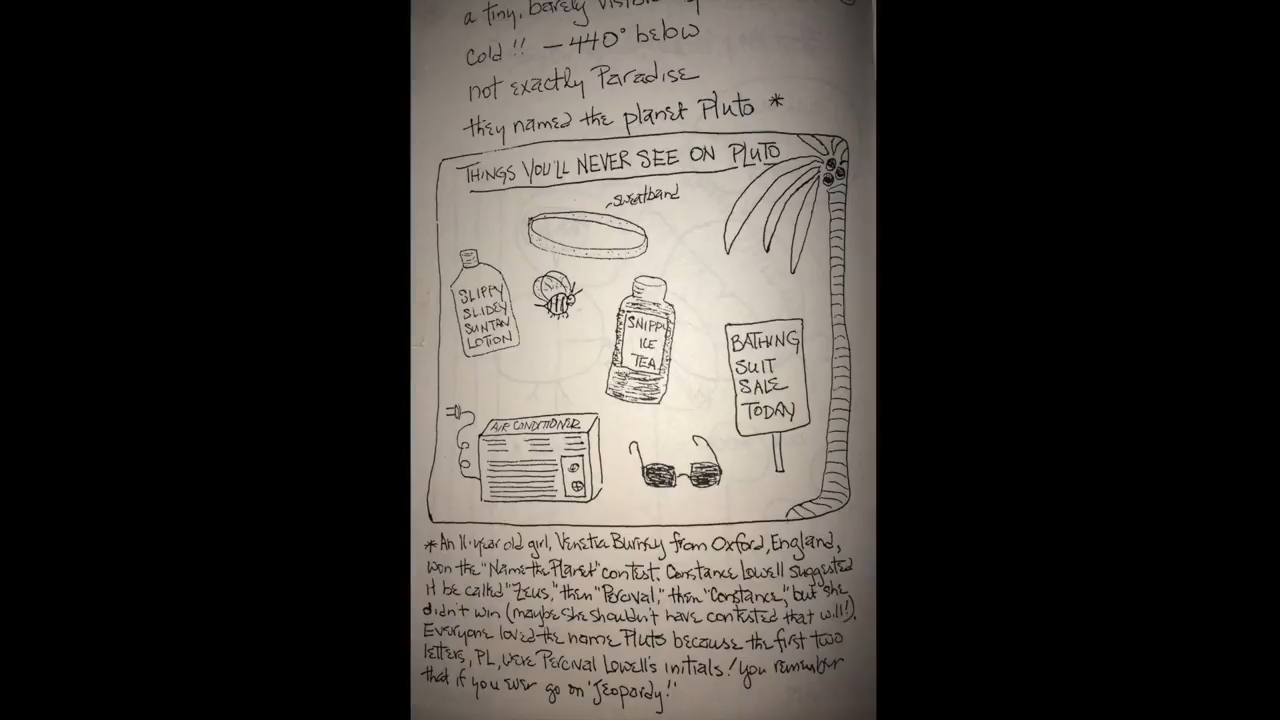 a tiny, barely visible
cold!! – 440° below
not exactly Paradise
they named the planet Pluto *
THINGS YOU'LL NEVER SEE ON PLUTO
sweatband
SLIPPY
SLIDEY
SUNTAN
LOTION
SNIPPL
ICE
TEA
BATHING
SUIT
SALE
TODAY
AIR CONDITIONER
* An 11-year old girl, Venetia Burney from Oxford, England,
won the "Name the Planet" contest. Constance Lowell suggested
it be called "Zeus," then "Percival," then "Constance," but she
didn't win (maybe she shouldn't have contested that will!).
Everyone loved the name Pluto because the first two
letters, PL, were Percival Lowell's initials! You remember
that if you ever go on 'Jeopardy!'